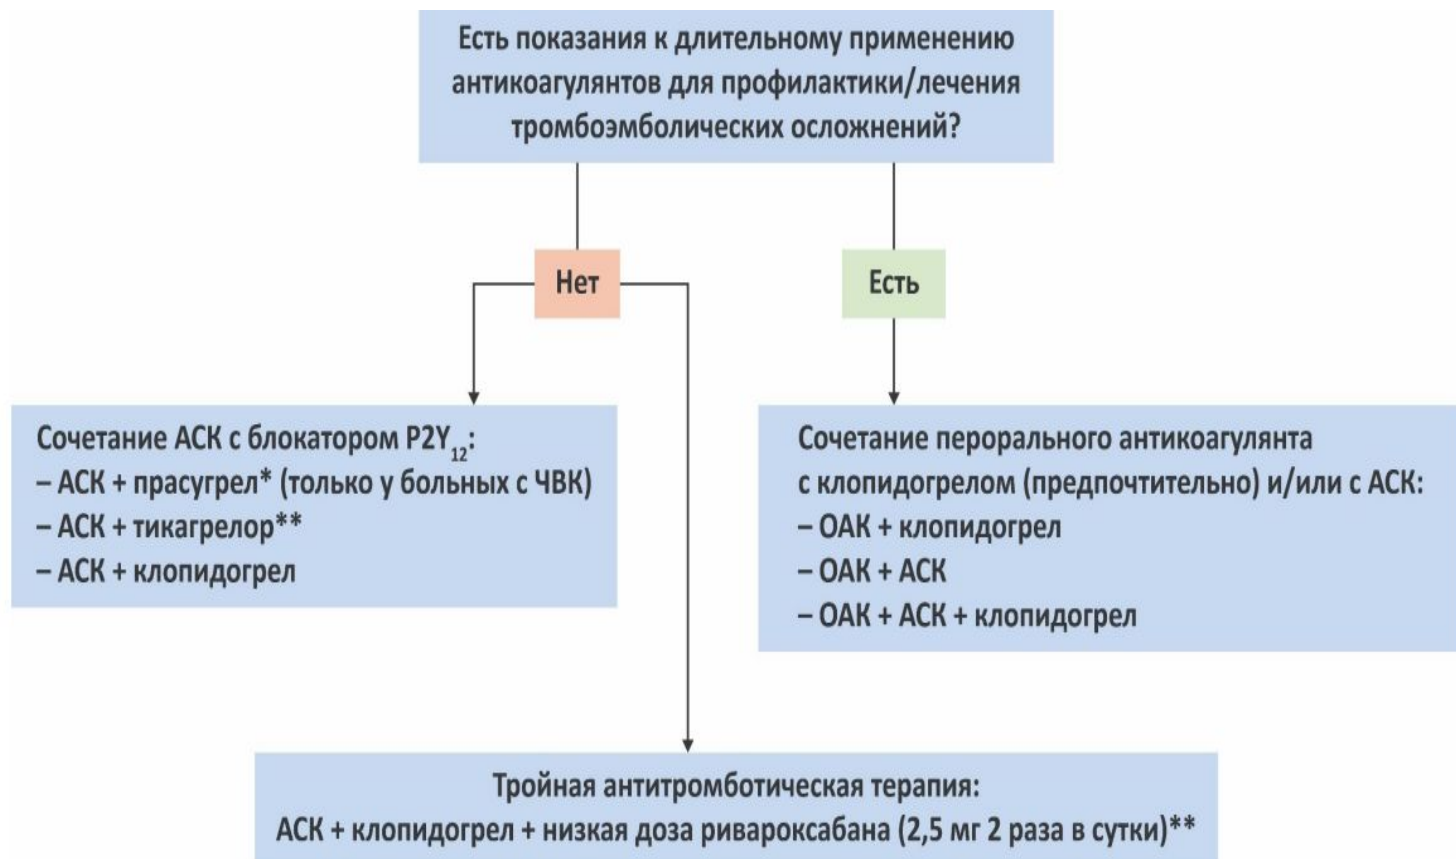 Есть показания к длительному применению
антикоагулянтов для профилактики/лечения
тромбоэмболических осложнений?
Нет
Есть
Сочетание АСК с блокатором P2Y₁₂:
– АСК + прасугрел* (только у больных с ЧВК)
– АСК + тикагрелор**
– АСК + клопидогрел
Сочетание перорального антикоагулянта
с клопидогрелом (предпочтительно) и/или с АСК:
– ОАК + клопидогрел
– ОАК + АСК
– ОАК + АСК + клопидогрел
Тройная антитромботическая терапия:
АСК + клопидогрел + низкая доза ривароксабана (2,5 мг 2 раза в сутки)**